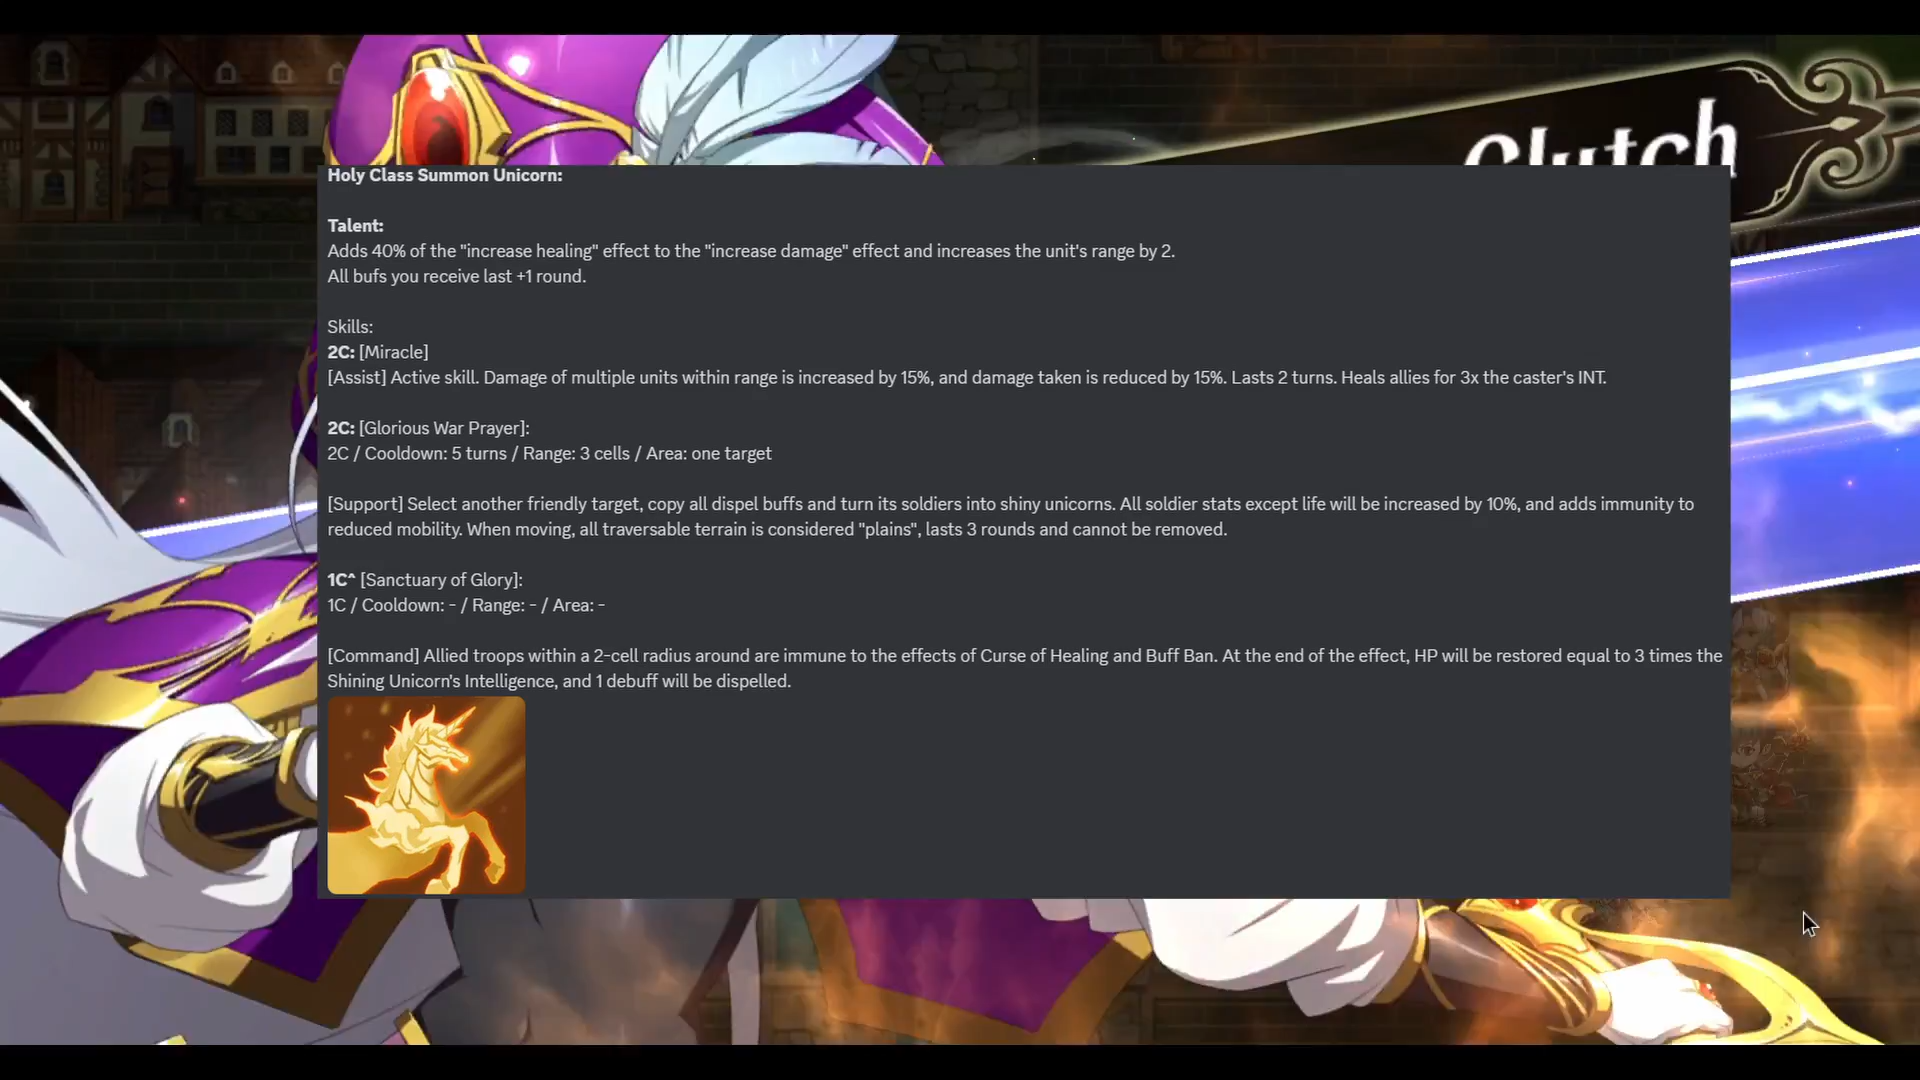 Clutch
Holy Class Summon Unicorn:
Talent:
Adds 40% of the "increase healing" effect to the "increase damage" effect and increases the unit's range by 2.
All bufs you receive last +1 round.
Skills:
2C: [Miracle]
[Assist] Active skill. Damage of multiple units within range is increased by 15%, and damage taken is reduced by 15%. Lasts 2 turns. Heals allies for 3x the caster's INT.
2C: [Glorious War Prayer]:
2C / Cooldown: 5 turns / Range: 3 cells / Area: one target
[Support] Select another friendly target, copy all dispel buffs and turn its soldiers into shiny unicorns. All soldier stats except life will be increased by 10%, and adds immunity to
reduced mobility. When moving, all traversable terrain is considered "plains", lasts 3 rounds and cannot be removed.
1C^ [Sanctuary of Glory]:
1C / Cooldown: - / Range: - / Area: -
[Command] Allied troops within a 2-cell radius around are immune to the effects of Curse of Healing and Buff Ban. At the end of the effect, HP will be restored equal to 3 times the
Shining Unicorn's Intelligence, and 1 debuff will be dispelled.